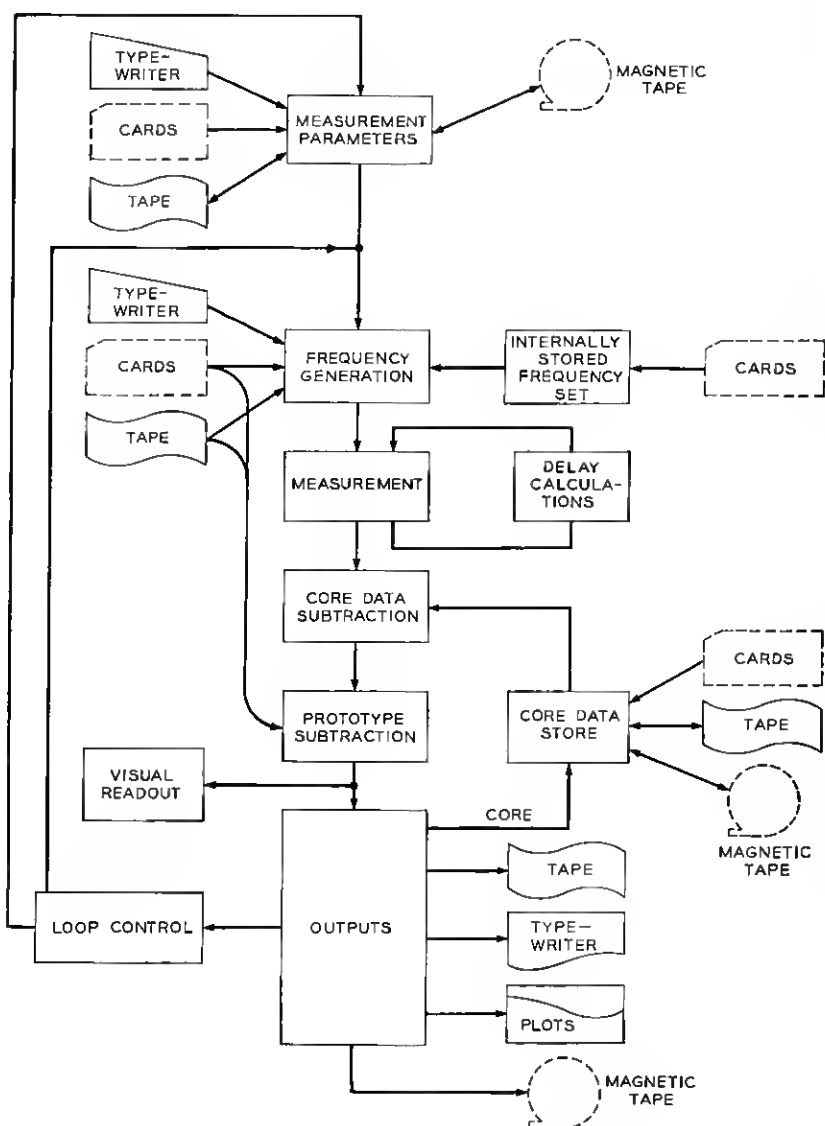 TYPE-
WRITER
CARDS
TAPE
MEASUREMENT
PARAMETERS
MAGNETIC
TAPE
TYPE-
WRITER
CARDS
TAPE
FREQUENCY
GENERATION
INTERNALLY
STORED
FREQUENCY
SET
CARDS
MEASUREMENT
DELAY
CALCULA-
TIONS
CORE DATA
SUBTRACTION
PROTOTYPE
SUBTRACTION
CORE DATA
STORE
CARDS
TAPE
MAGNETIC
TAPE
VISUAL
READOUT
CORE
LOOP CONTROL
OUTPUTS
TAPE
TYPE-
WRITER
PLOTS
MAGNETIC
TAPE